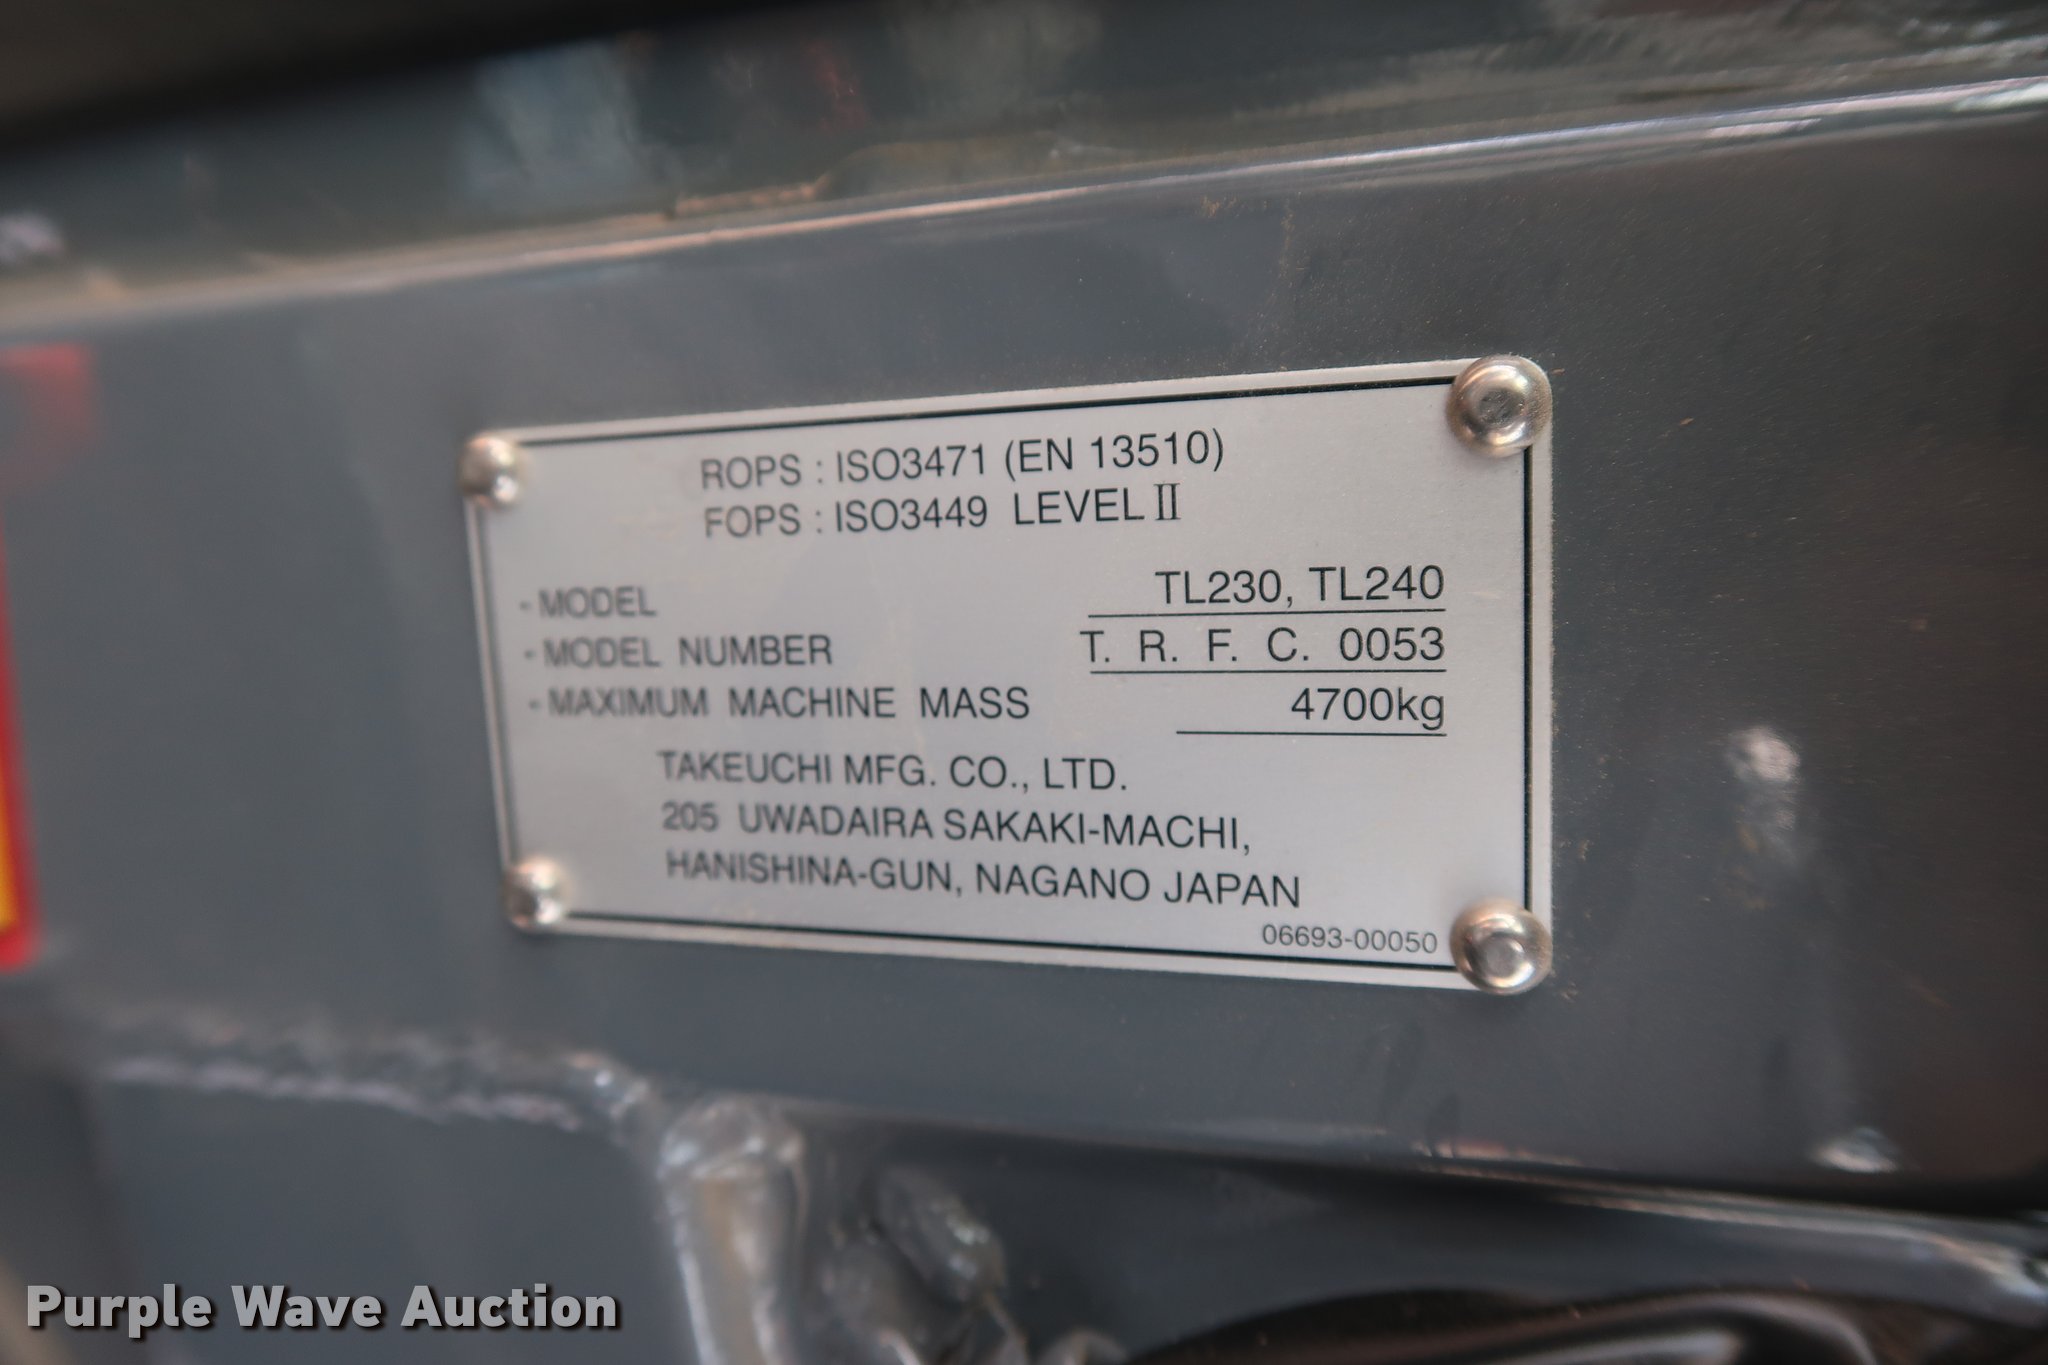 ROPS : ISO3471 (EN 13510)
FOPS : ISO3449 LEVEL II
- MODEL TL230, TL240
- MODEL NUMBER T. R. F. C. 0053
- MAXIMUM MACHINE MASS 4700kg
TAKEUCHI MFG. CO., LTD.
205 UWADAIRA SAKAKI-MACHI,
HANISHINA-GUN, NAGANO JAPAN
06693-00050
Purple Wave Auction